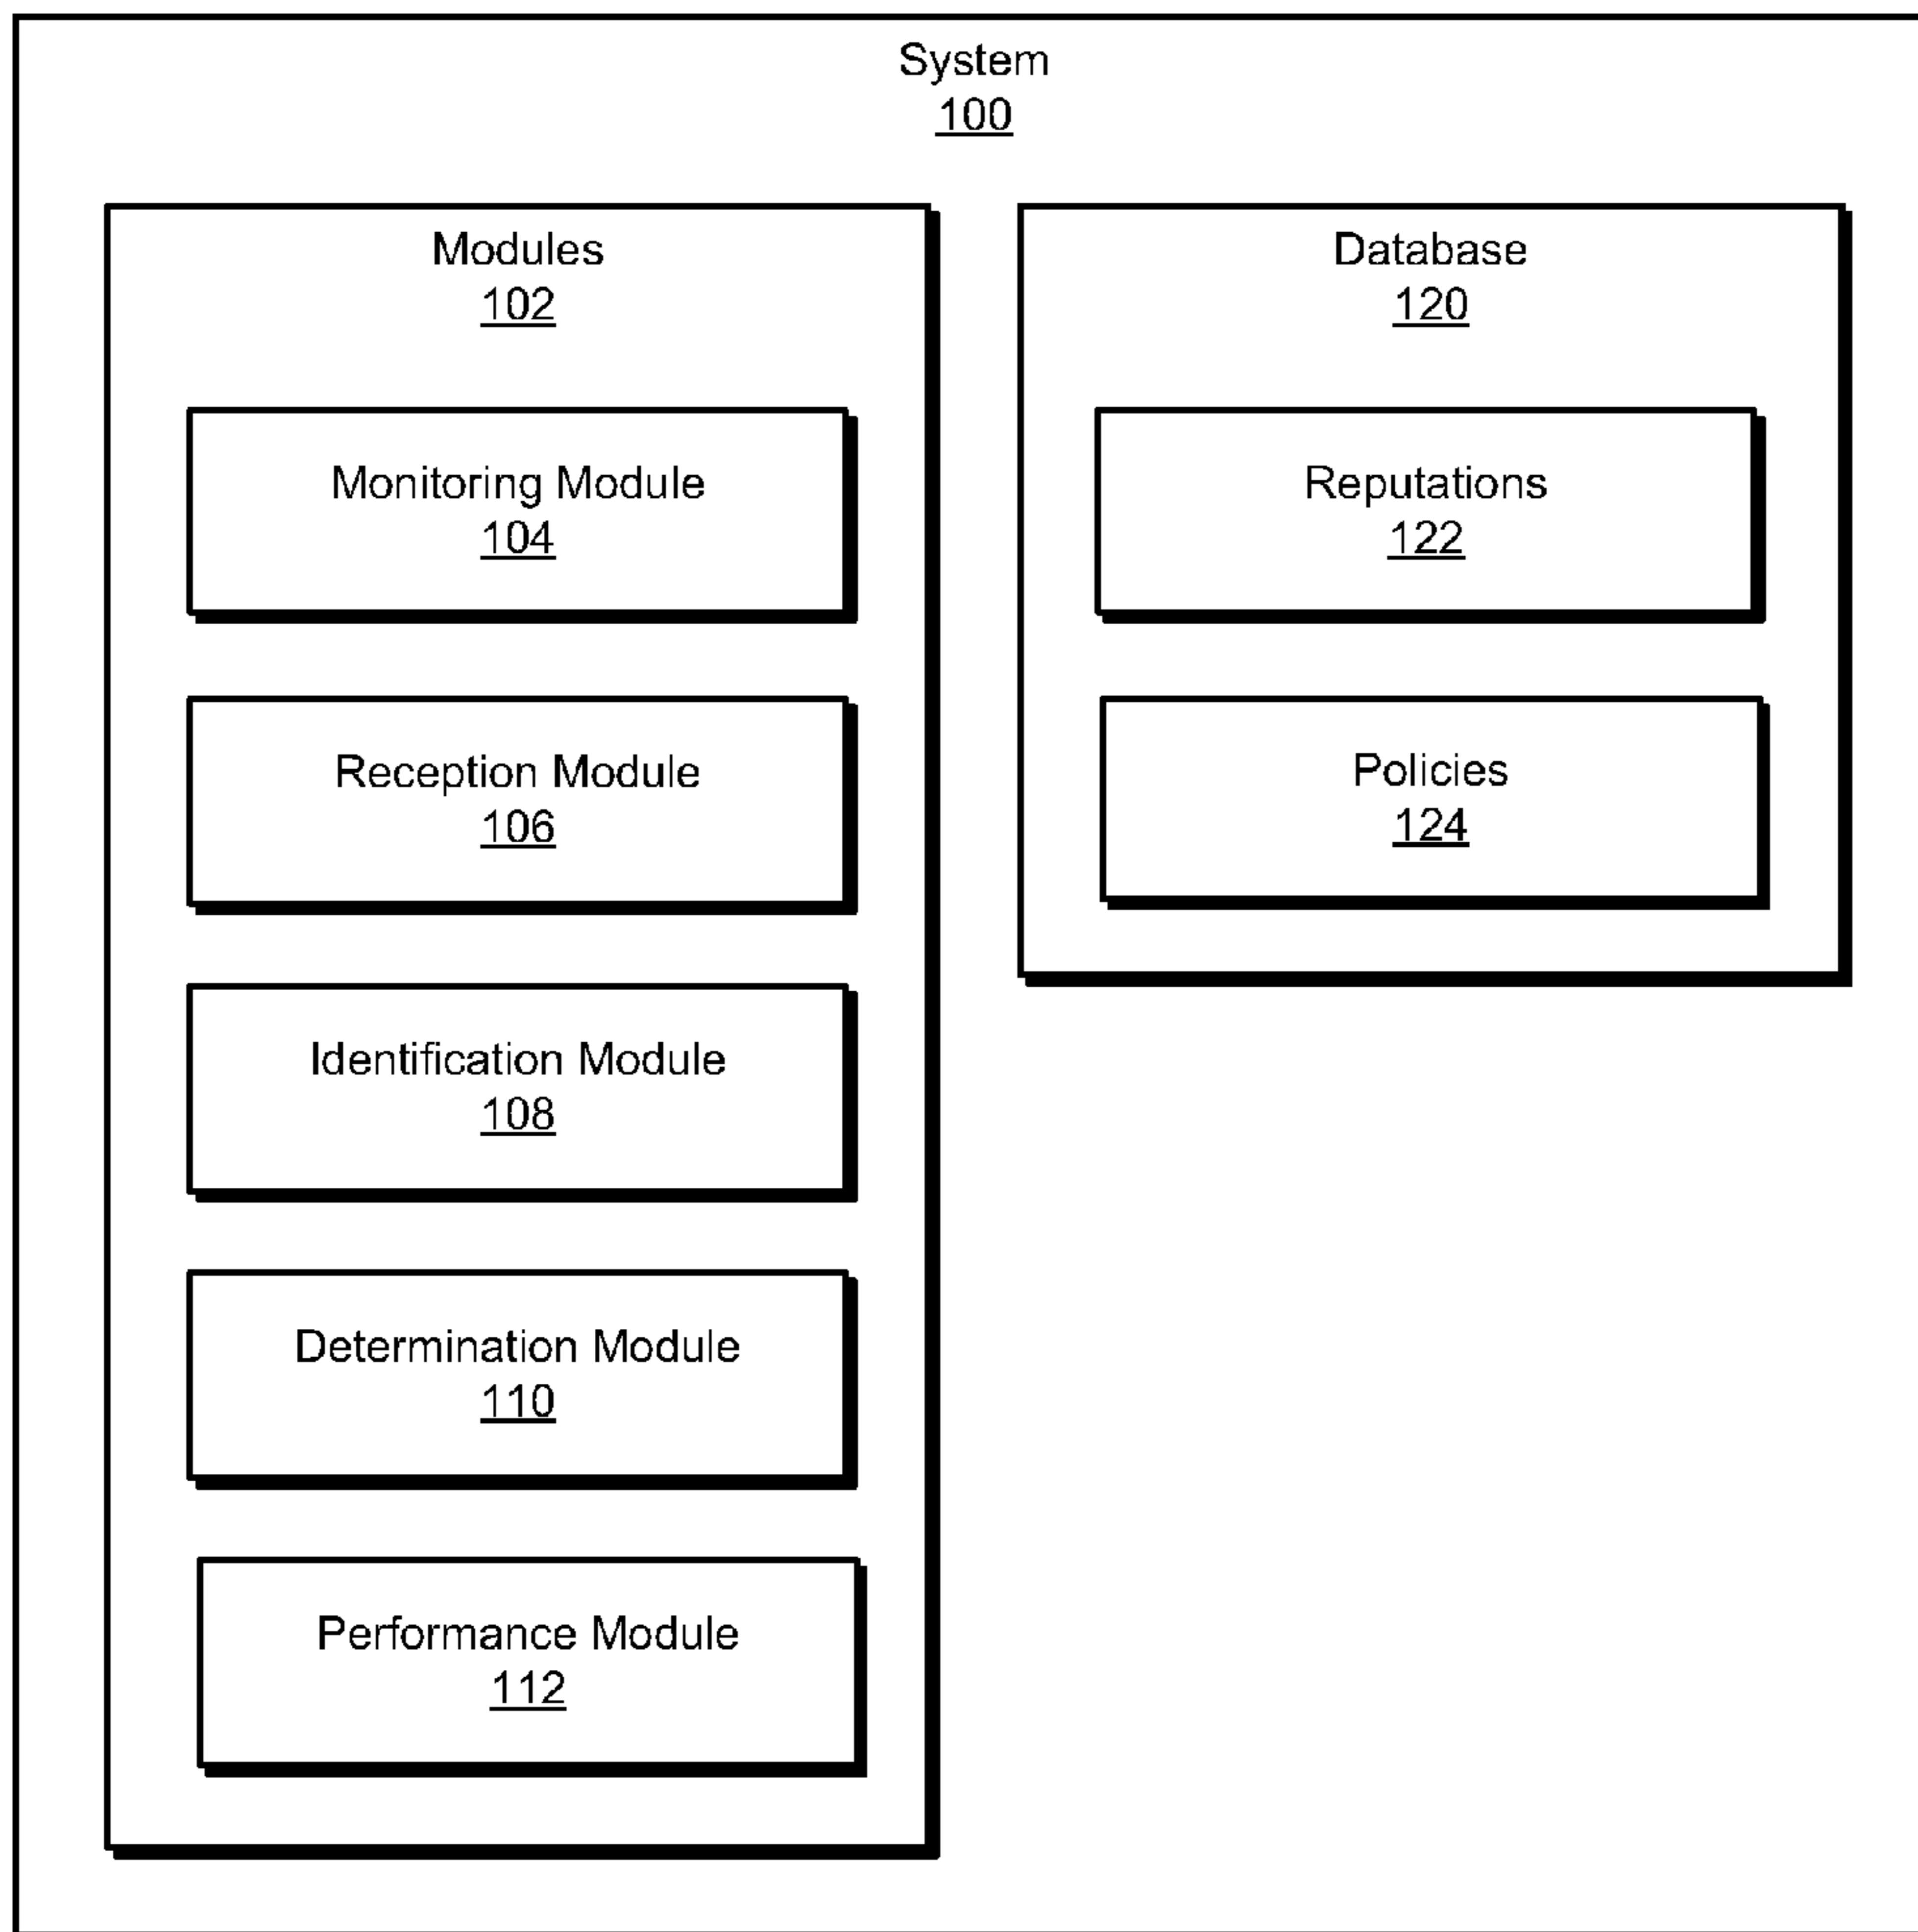 System
100
Modules
102
Monitoring Module
104
Reception Module
106
Identification Module
108
Determination Module
110
Performance Module
112
Database
120
Reputations
122
Policies
124